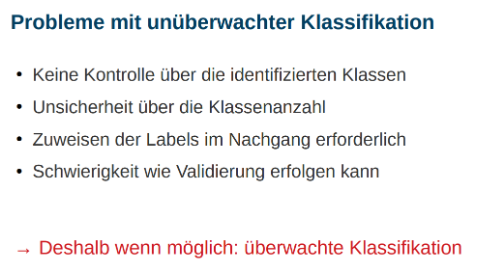 Probleme mit unüberwachter Klassifikation
• Keine Kontrolle über die identifizierten Klassen
• Unsicherheit über die Klassenanzahl
• Zuweisen der Labels im Nachgang erforderlich
• Schwierigkeit wie Validierung erfolgen kann
→ Deshalb wenn möglich: überwachte Klassifikation